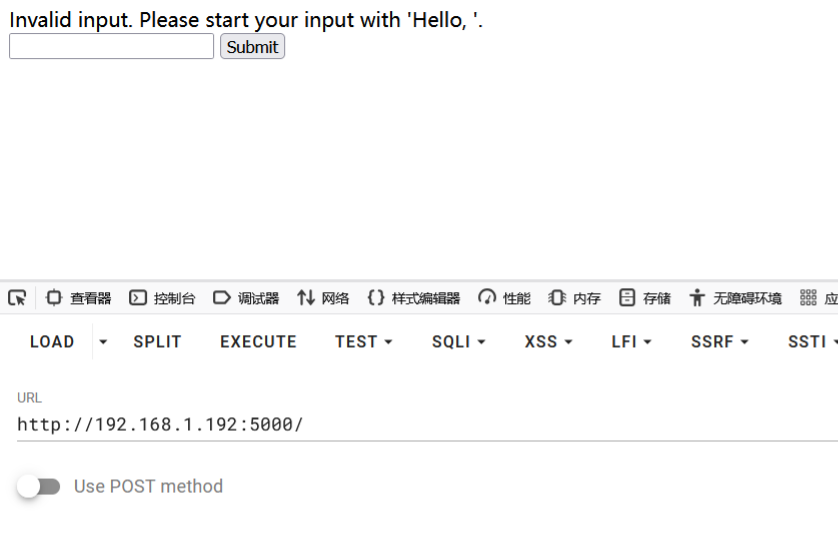 Invalid input. Please start your input with 'Hello, '.
Submit
查看器 控制台 调试器 网络 样式编辑器 性能 内存 存储 无障碍环境 应
LOAD SPLIT EXECUTE TEST SQLI XSS LFI SSRF SSTI
URL
http://192.168.1.192:5000/
Use POST method